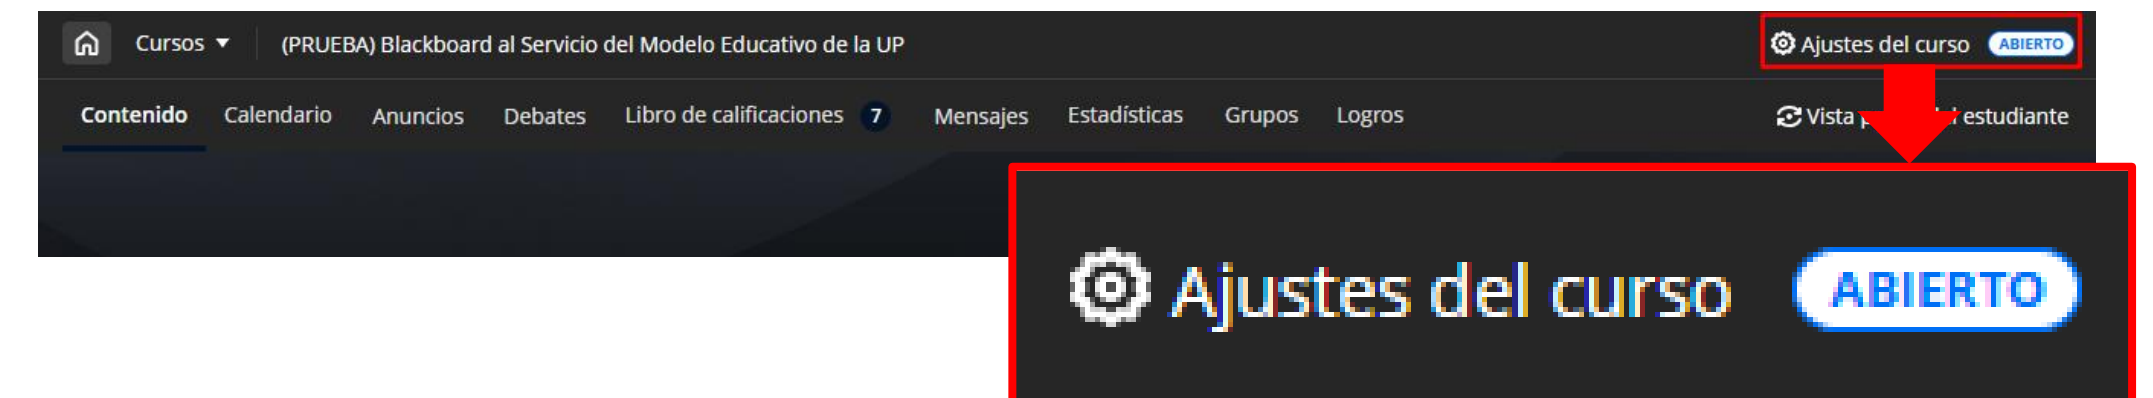 Cursos (PRUEBA) Blackboard al Servicio del Modelo Educativo de la UP Ajustes del curso ABIERTO
Contenido Calendario Anuncios Debates Libro de calificaciones 7 Mensajes Estadísticas Grupos Logros Vista estudiante
Ajustes del curso ABIERTO